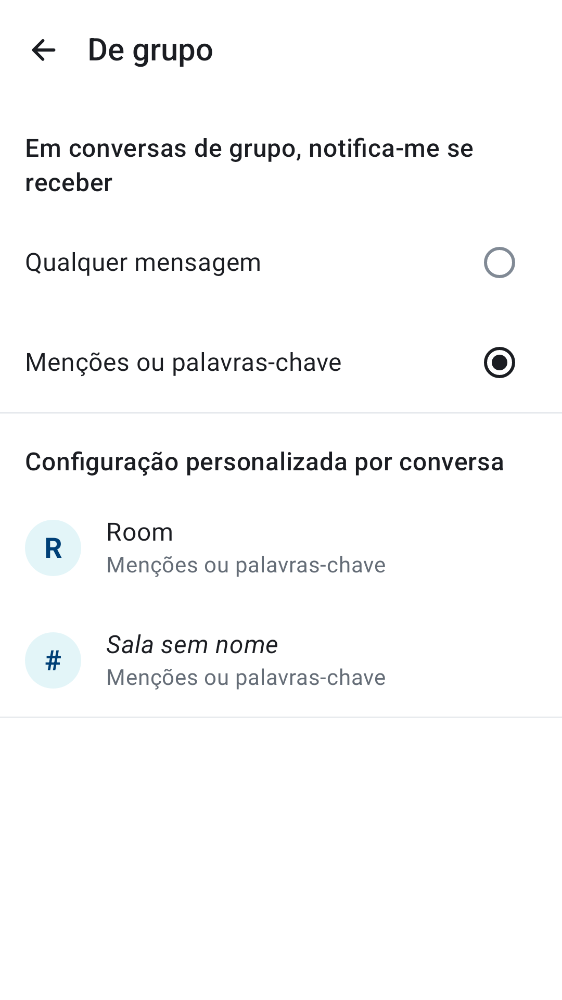 De grupo
Em conversas de grupo, notifica-me se
receber
Qualquer mensagem
Menções ou palavras-chave
Configuração personalizada por conversa
R
Room
Menções ou palavras-chave
#
Sala sem nome
Menções ou palavras-chave